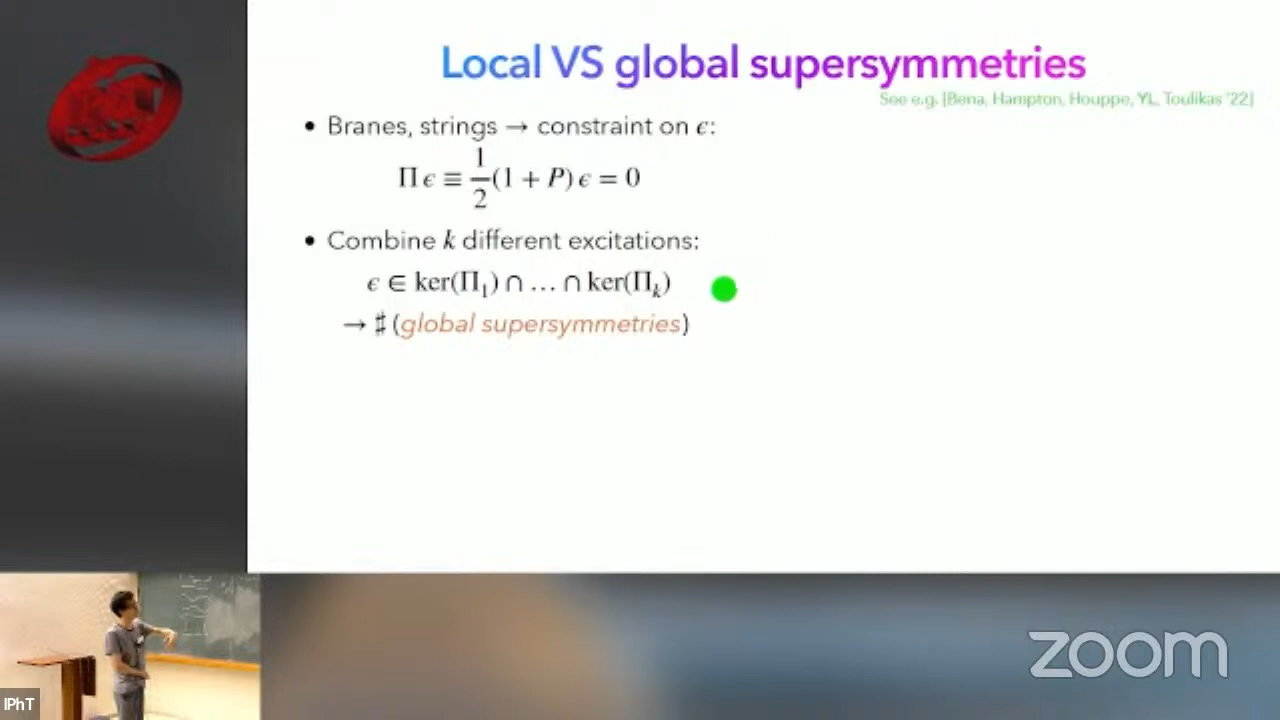 Local VS global supersymmetries
See e.g. [Bena, Hampton, Houppe, YL, Toulikas '22]
• Branes, strings → constraint on ϵ:
Π ϵ ≡ 1/2 (1 + P) ϵ = 0
• Combine k different excitations:
ϵ ∈ ker(Π₁) ∩ … ∩ ker(Πₖ)
→ ♯ (global supersymmetries)
zoom
IPhT